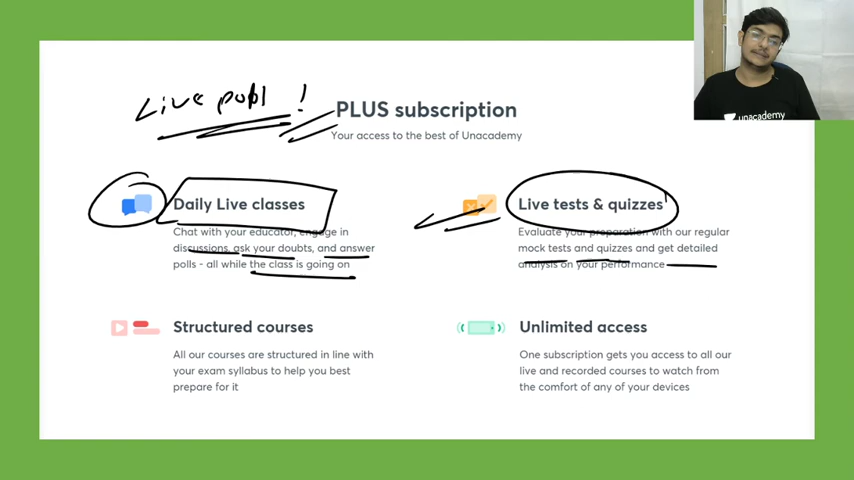 Live poll !
PLUS subscription
Your access to the best of Unacademy
Daily Live classes
Chat with your educator, engage in
discussions, ask your doubts, and answer
polls - all while the class is going on
Live tests & quizzes
Evaluate your preparation with our regular
mock tests and quizzes and get detailed
analysis on your performance
Structured courses
All our courses are structured in line with
your exam syllabus to help you best
prepare for it
Unlimited access
One subscription gets you access to all our
live and recorded courses to watch from
the comfort of any of your devices
unacademy